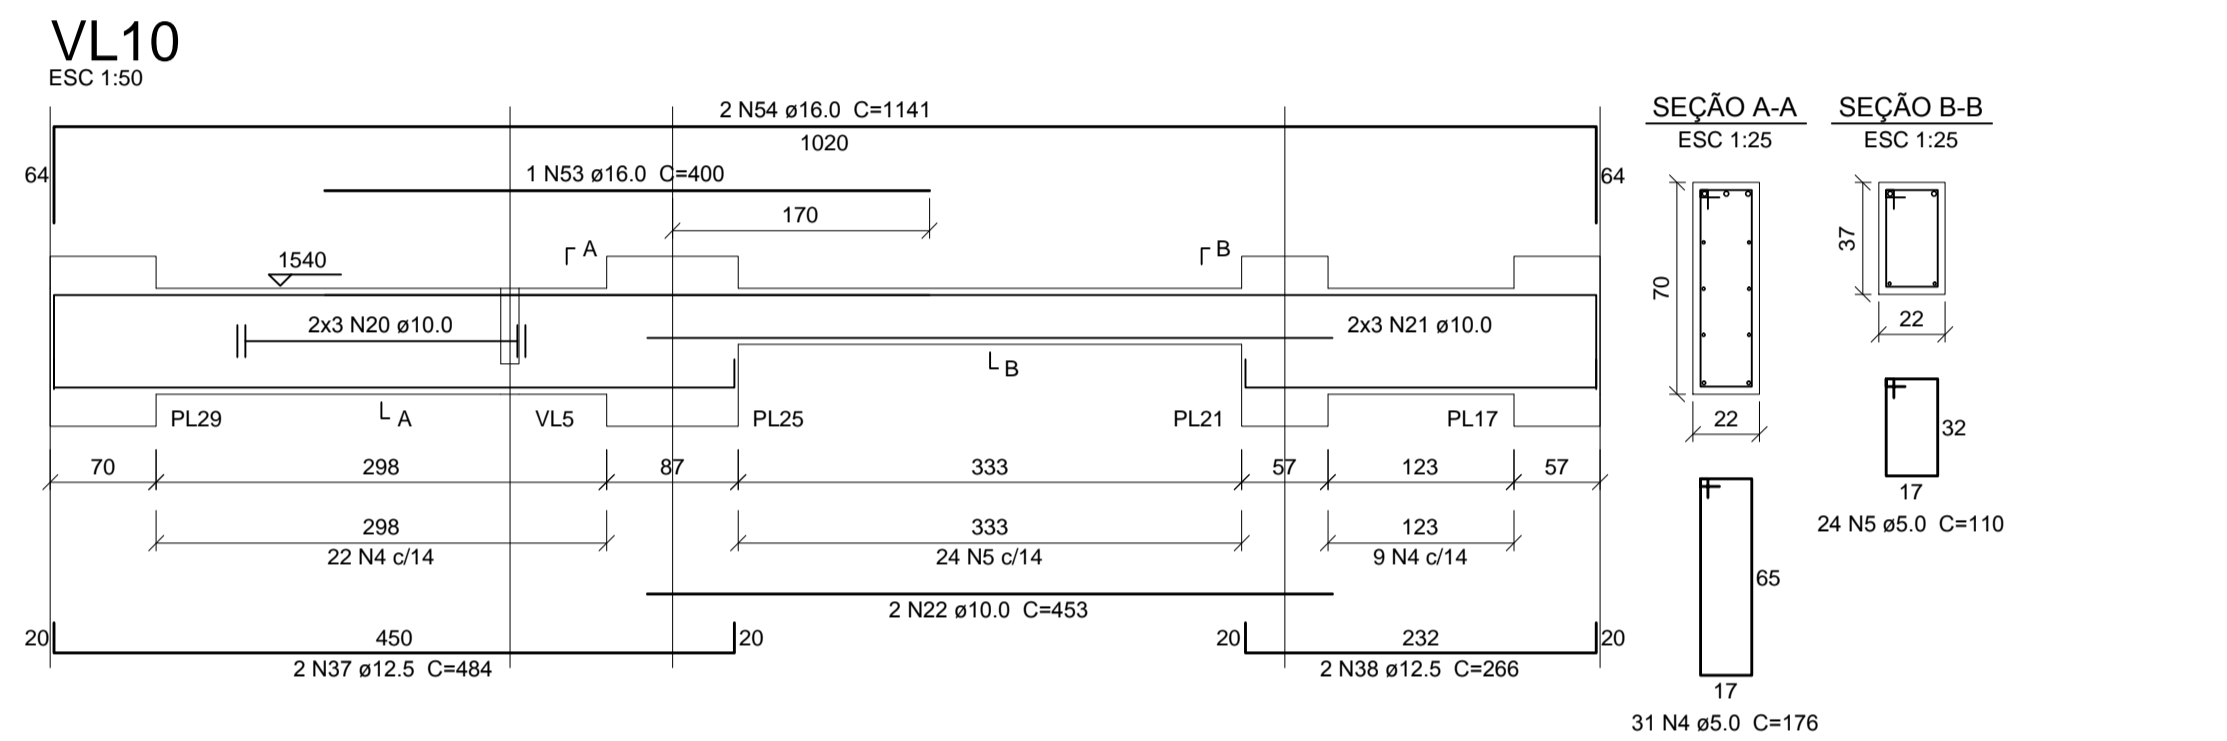 VL10
ESC 1:50
2 N54 ø16.0 C=1141
1020
64
64
1 N53 ø16.0 C=400
170
A
B
1540
2x3 N20 ø10.0
2x3 N21 ø10.0
B
PL29
A
VL5
PL25
PL21
PL17
70
298
87
333
57
123
57
298
333
123
22 N4 c/14
24 N5 c/14
9 N4 c/14
2 N22 ø10.0 C=453
20
450
20
20
232
20
2 N37 ø12.5 C=484
2 N38 ø12.5 C=266
SEÇÃO A-A
ESC 1:25
70
22
65
17
31 N4 ø5.0 C=176
SEÇÃO B-B
ESC 1:25
37
22
32
17
24 N5 ø5.0 C=110